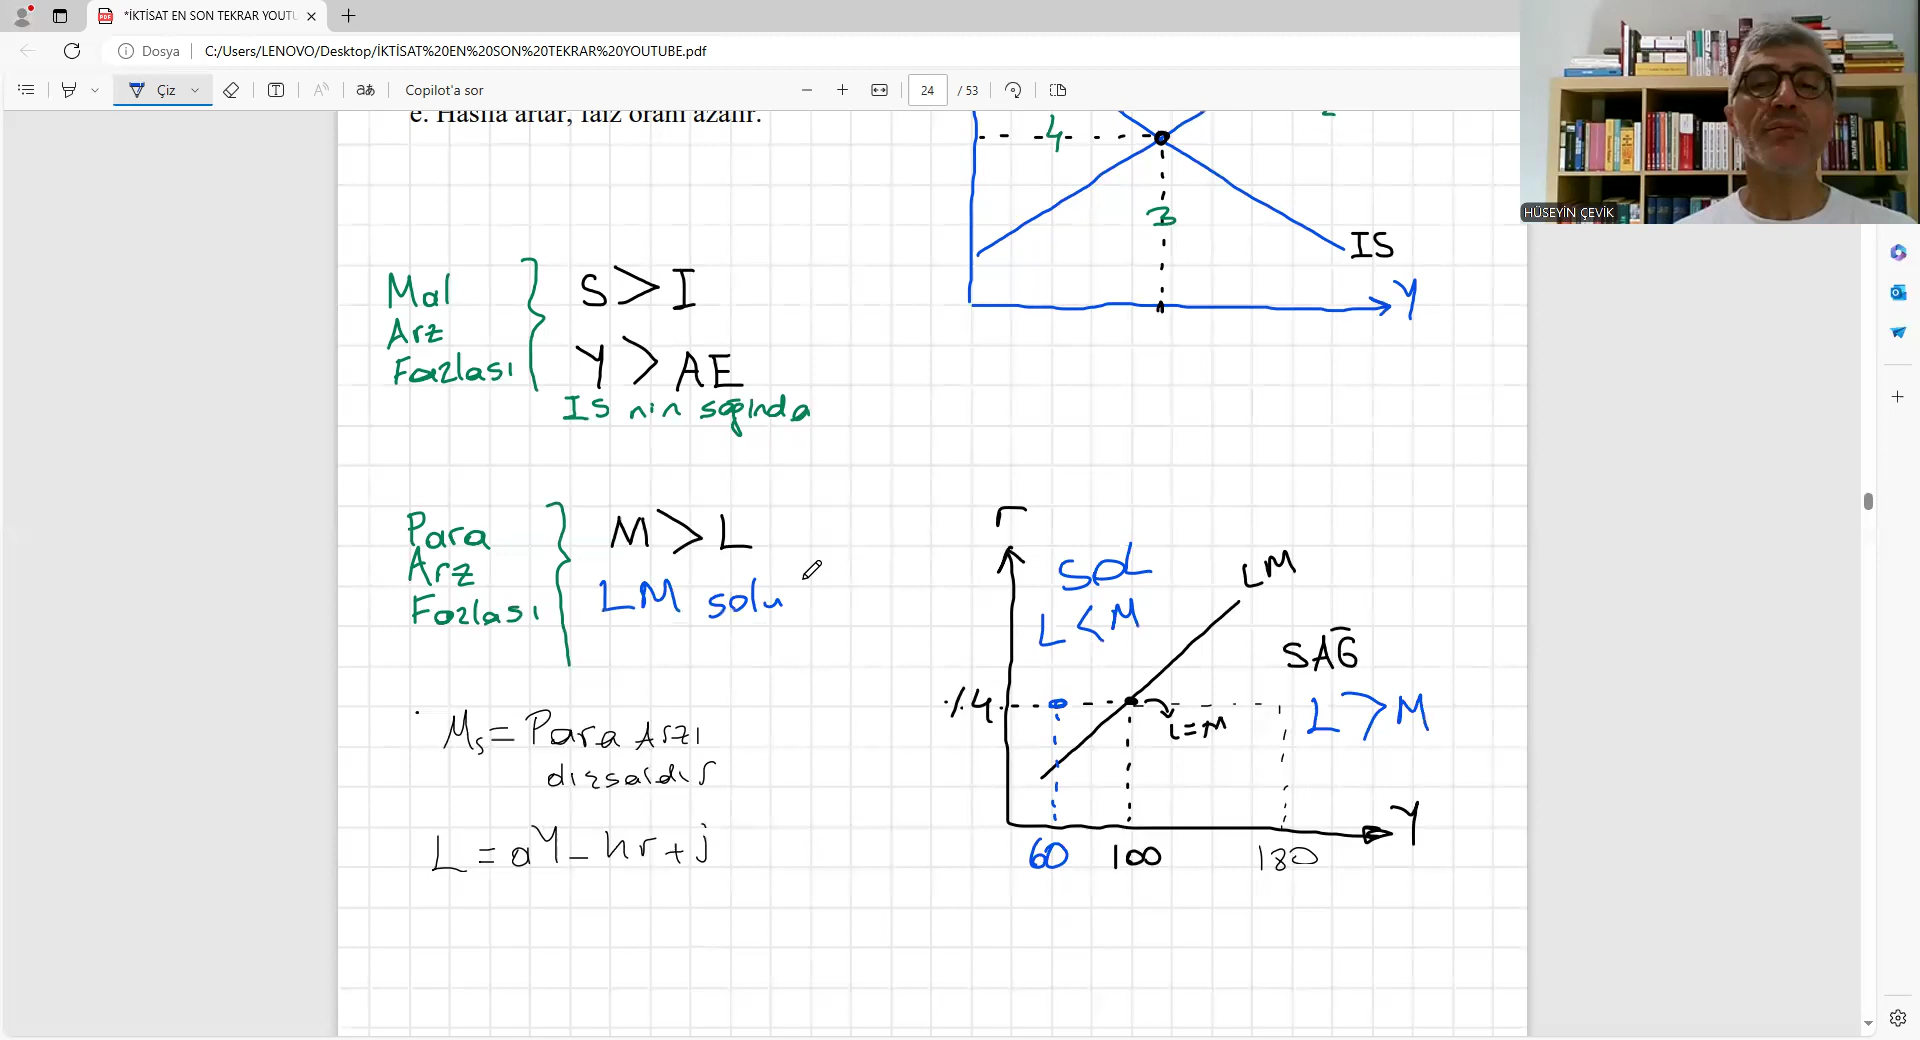 *İKTİSAT EN SON TEKRAR YOUTU
Dosya
C:/Users/LENOVO/Desktop/İKTİSAT%20EN%20SON%20TEKRAR%20YOUTUBE.pdf
Çiz
aあ
Copilot'a sor
24 / 53
HÜSEYİN ÇEVİK
e. Hasıla artar, faiz oranı azalır.
4
3
IS
Y
Mal
Arz
Fazlası
S > I
Y > AE
IS nin sağında
Para
Arz
Fazlası
M > L
LM solu
Ms = Para Arzı
dışsaldır
L = aY - hr + j
r
SOL
L < M
LM
SAĞ
L > M
%4
L=M
Y
60
100
180